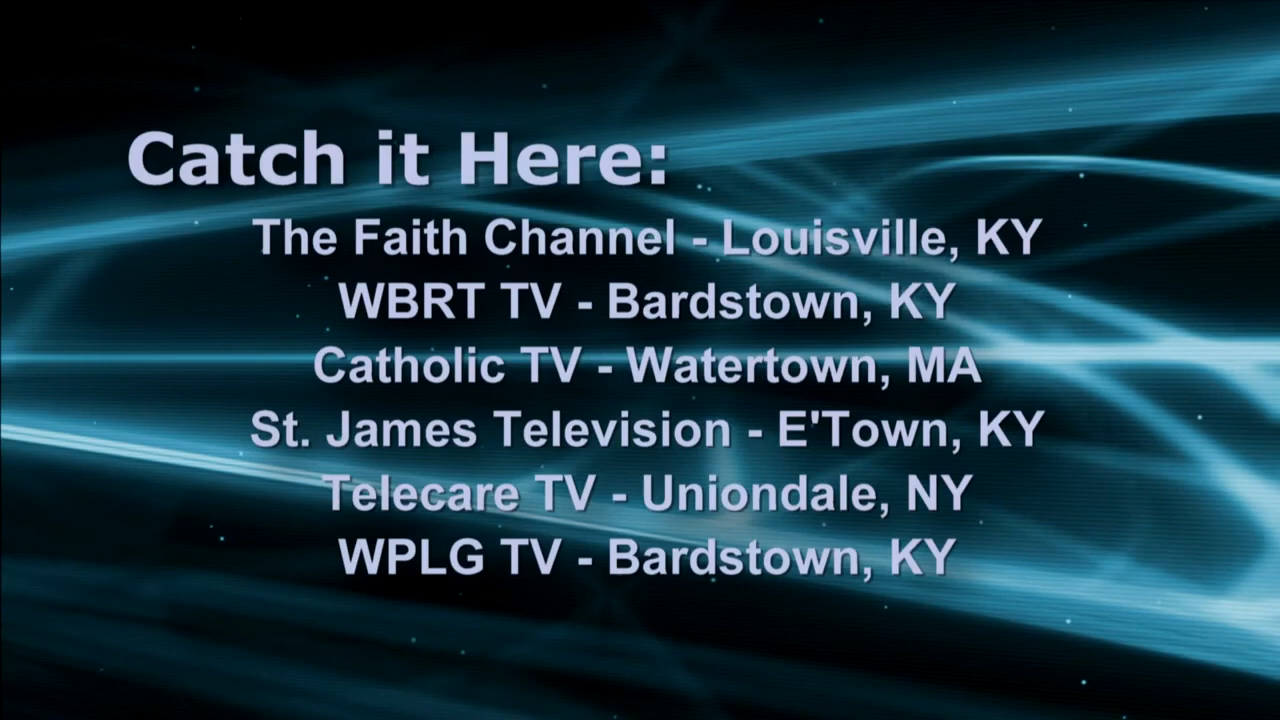 Catch it Here:
The Faith Channel - Louisville, KY
WBRT TV - Bardstown, KY
Catholic TV - Watertown, MA
St. James Television - E'Town, KY
Telecare TV - Uniondale, NY
WPLG TV - Bardstown, KY